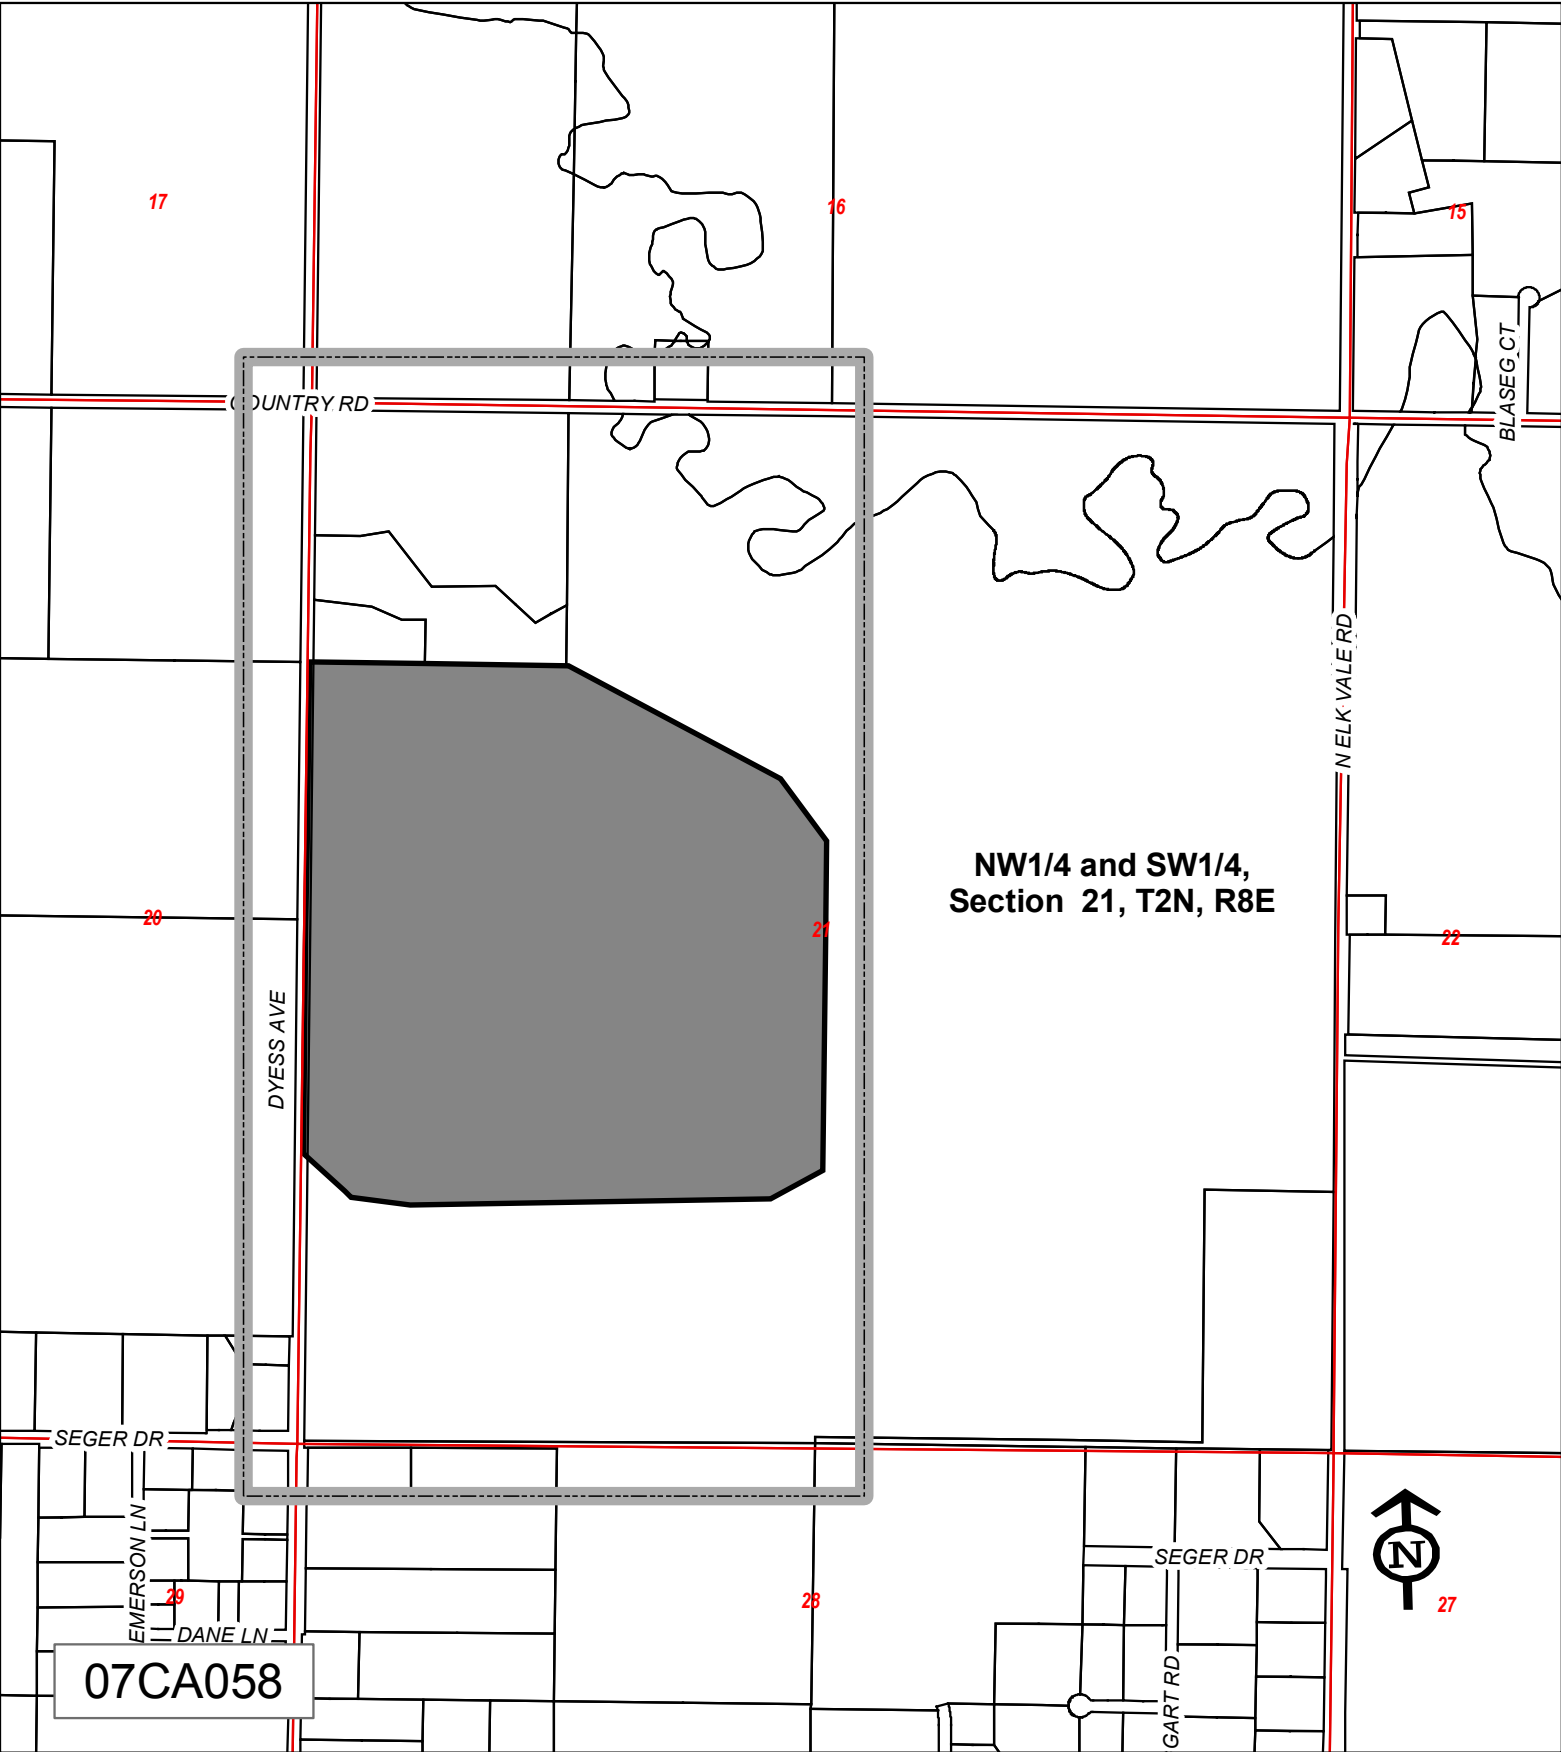 17
16
15
BLASEG CT
COUNTRY RD
N ELK VALE RD
NW1/4 and SW1/4,
Section 21, T2N, R8E
20
21
22
DYESS AVE
SEGER DR
EMERSON LN
SEGER DR
N
29
28
27
DANE LN
07CA058
GART RD